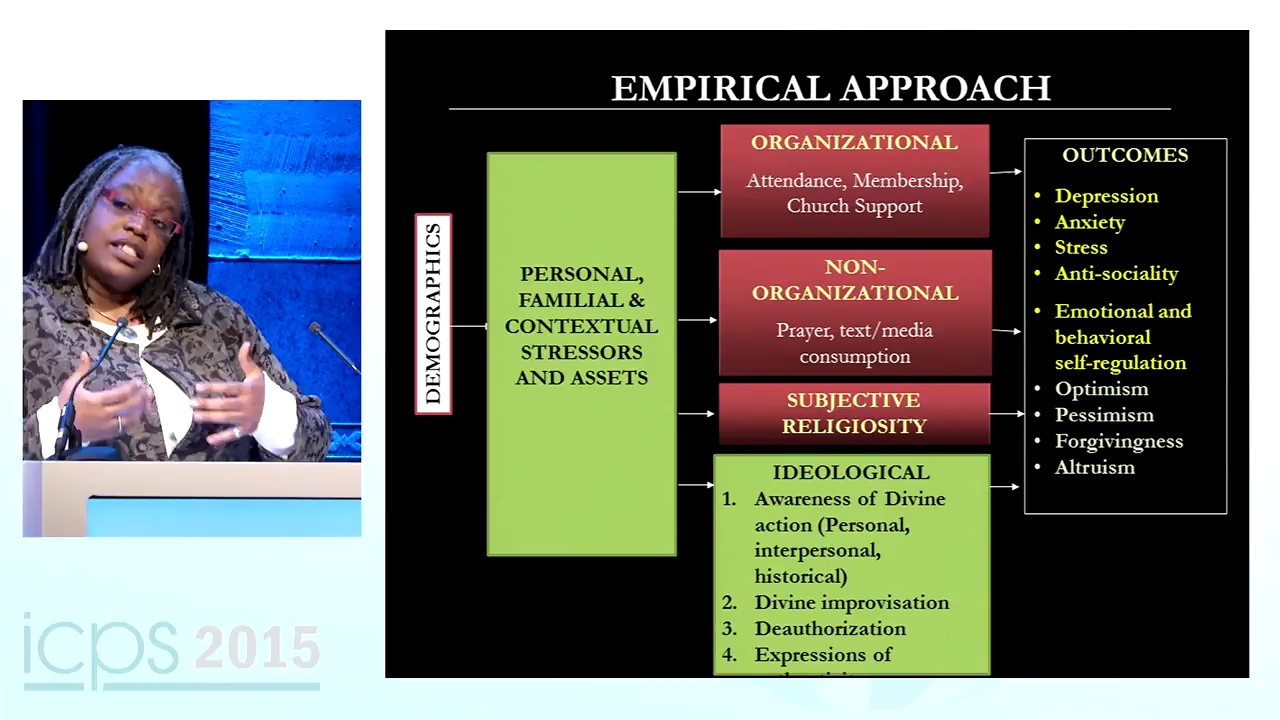 EMPIRICAL APPROACH
DEMOGRAPHICS
PERSONAL,
FAMILIAL &
CONTEXTUAL
STRESSORS
AND ASSETS
ORGANIZATIONAL
Attendance, Membership,
Church Support
NON-
ORGANIZATIONAL
Prayer, text/media
consumption
SUBJECTIVE
RELIGIOSITY
IDEOLOGICAL
1. Awareness of Divine
action (Personal,
interpersonal,
historical)
2. Divine improvisation
3. Deauthorization
4. Expressions of
OUTCOMES
• Depression
• Anxiety
• Stress
• Anti-sociality
• Emotional and
behavioral
self-regulation
• Optimism
• Pessimism
• Forgivingness
• Altruism
icps 2015